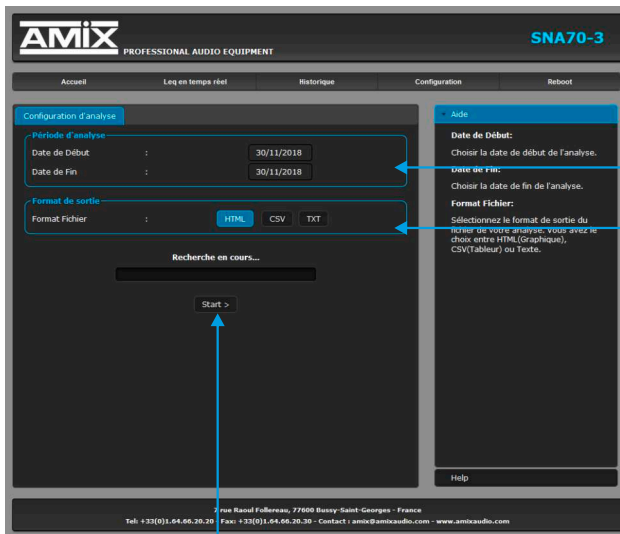 AMiX PROFESSIONAL AUDIO EQUIPMENT
SNA70-3
Accueil Leq en temps réel Historique Configuration Reboot
Configuration d'analyse
Période d'analyse
Date de Début : 30/11/2018
Date de Fin : 30/11/2018
Format de sortie
Format Fichier : HTML CSV TXT
Recherche en cours...
Start >
Aide
Date de Début:
Choisir la date de début de l'analyse.
Date de Fin:
Choisir la date de fin de l'analyse.
Format Fichier:
Sélectionnez le format de sortie du
fichier de votre analyse. Vous avez le
choix entre HTML(Graphique),
CSV(Tableur) ou Texte.
Help
7 rue Raoul Follereau, 77600 Bussy-Saint-Georges - France
Tel: +33(0)1.64.66.20.20 - Fax: +33(0)1.64.66.20.30 - Contact : amix@amixaudio.com - www.amixaudio.com